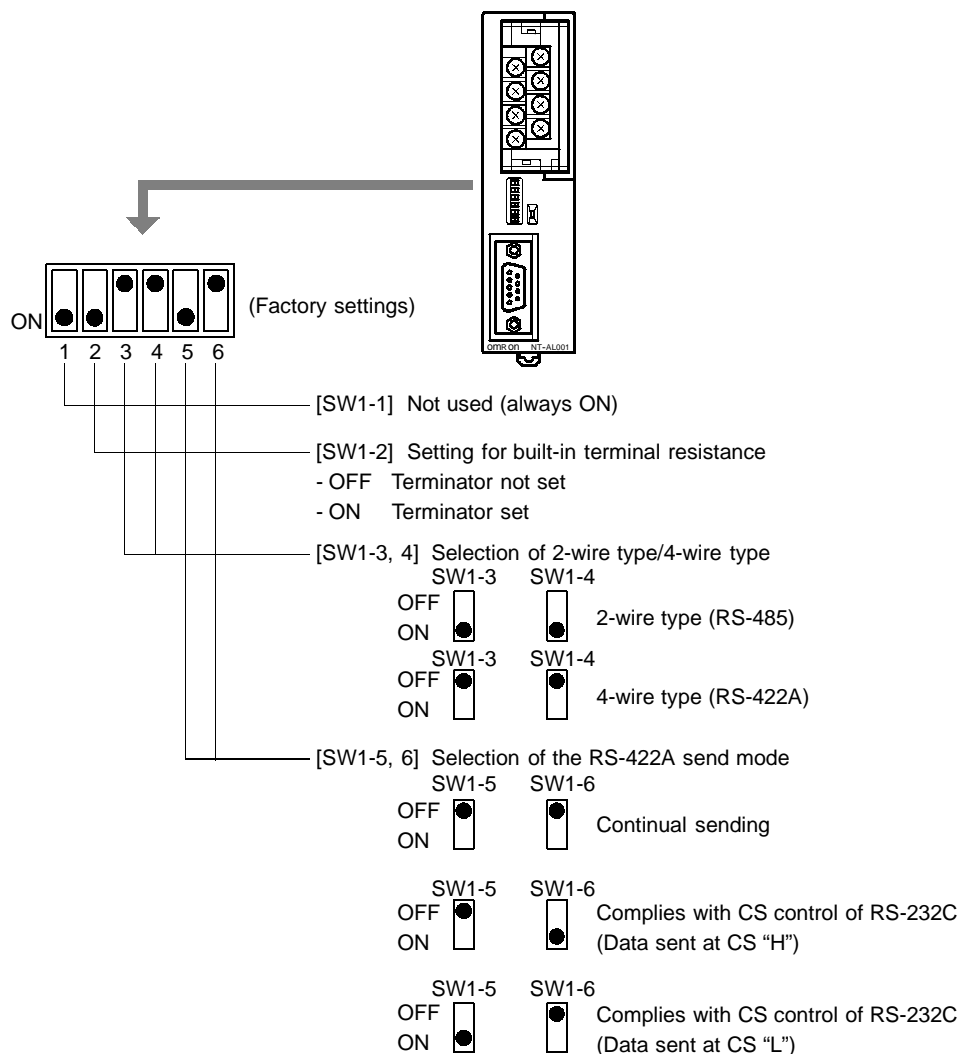 omron NT-AL001
(Factory settings)
ON
1 2 3 4 5 6
[SW1-1] Not used (always ON)
[SW1-2] Setting for built-in terminal resistance
- OFF Terminator not set
- ON Terminator set
[SW1-3, 4] Selection of 2-wire type/4-wire type
SW1-3 SW1-4
OFF
2-wire type (RS-485)
ON
SW1-3 SW1-4
OFF
4-wire type (RS-422A)
ON
[SW1-5, 6] Selection of the RS-422A send mode
SW1-5 SW1-6
OFF
Continual sending
ON
SW1-5 SW1-6
OFF Complies with CS control of RS-232C
ON (Data sent at CS “H”)
SW1-5 SW1-6
OFF Complies with CS control of RS-232C
ON (Data sent at CS “L”)